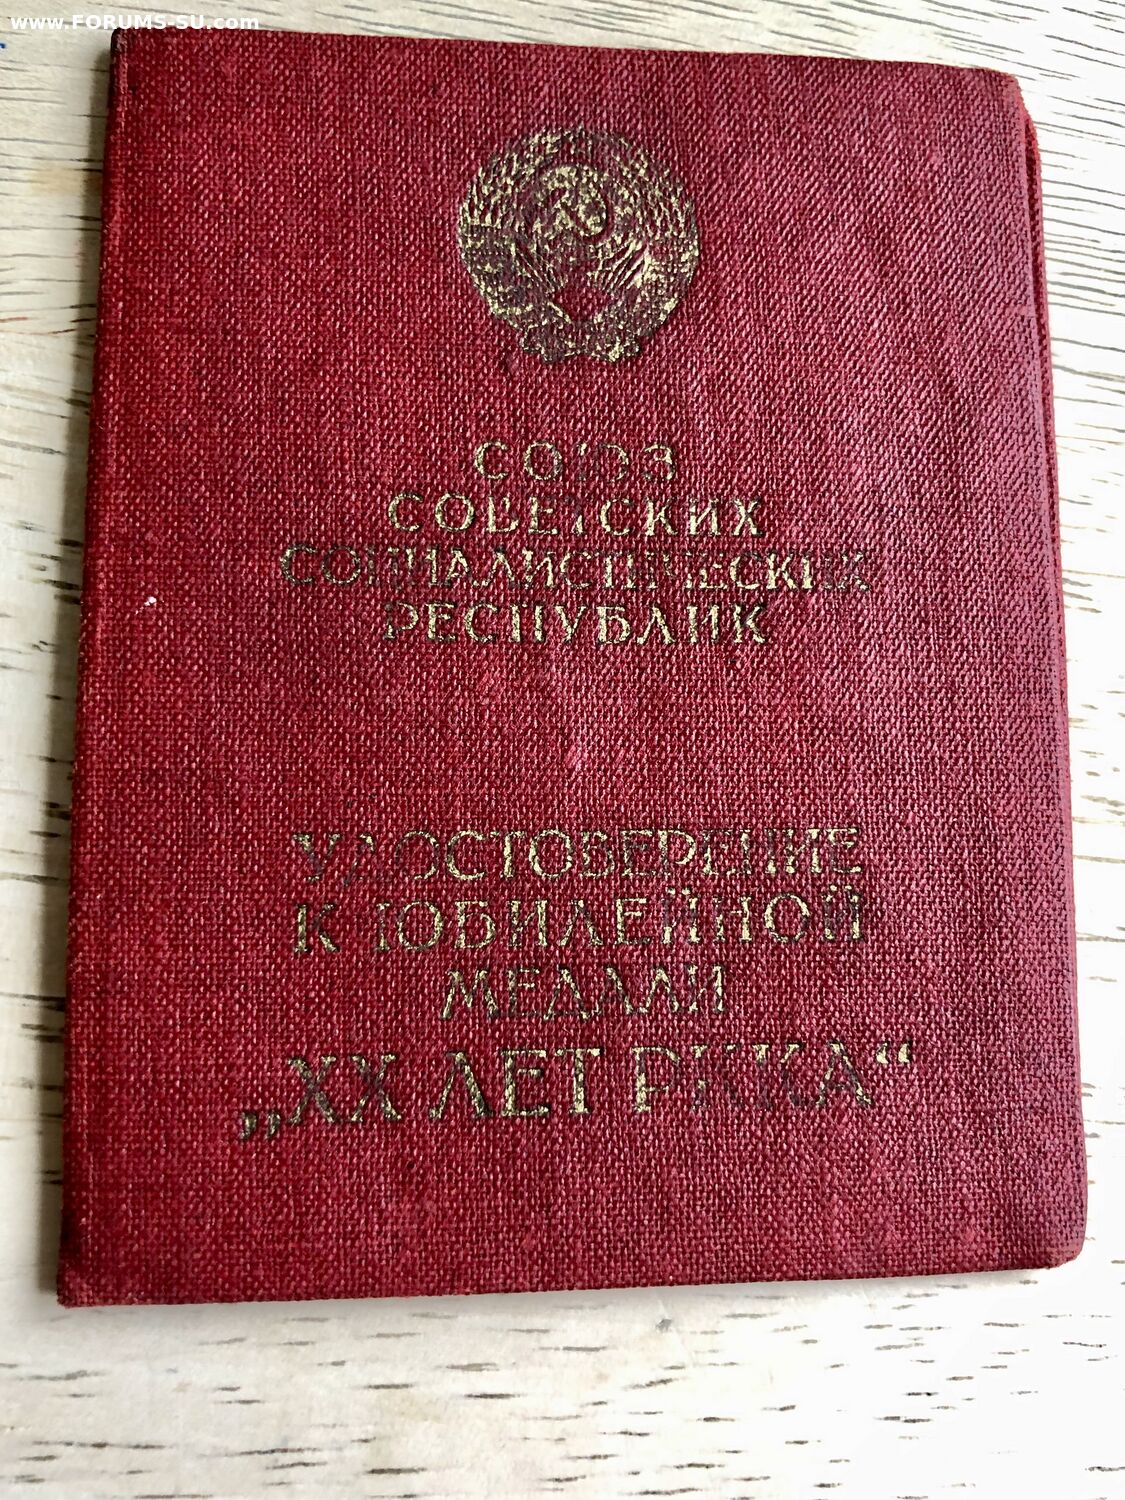 www.FORUMS-SU.com
СОЮЗ
СОВЕТСКИХ
СОЦИАЛИСТИЧЕСКИХ
РЕСПУБЛИК
УДОСТОВЕРЕНИЕ
К ЮБИЛЕЙНОЙ
МЕДАЛИ
„XX ЛЕТ РККА“